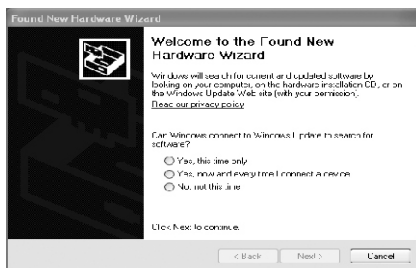 Found New Hardware Wizard
Welcome to the Found New
Hardware Wizard
Windows will search for current and updated software by
looking on your computer, on the hardware installation CD, or on
the Windows Update Web site (with your permission).
Read our privacy policy
Can Windows connect to Windows Update to search for
software?
Yes, this time only
Yes, now and every time I connect a device
No, not this time
Click Next to continue.
< Back
Next >
Cancel